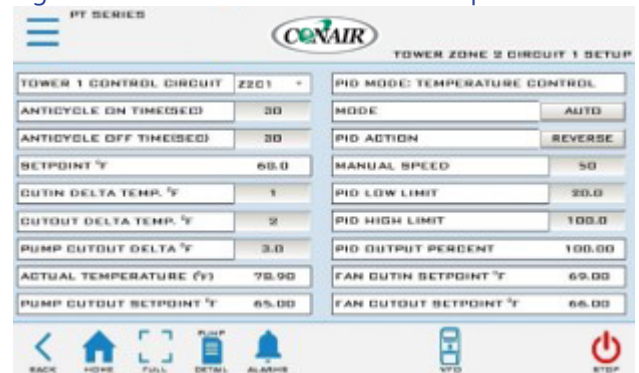 PT SERIES
CONAIR
TOWER ZONE 2 CIRCUIT 1 SETUP
TOWER 1 CONTROL CIRCUIT Z2C1
ANTICYCLE ON TIME(SEC) 30
ANTICYCLE OFF TIME(SEC) 30
SETPOINT °F 68.0
CUTIN DELTA TEMP. °F 1
CUTOUT DELTA TEMP. °F 2
PUMP CUTOUT DELTA °F 3.0
ACTUAL TEMPERATURE (°F) 78.90
PUMP CUTOUT SETPOINT °F 65.00
PID MODE: TEMPERATURE CONTROL
MODE AUTO
PID ACTION REVERSE
MANUAL SPEED 50
PID LOW LIMIT 20.0
PID HIGH LIMIT 100.0
PID OUTPUT PERCENT 100.00
FAN CUTIN SETPOINT °F 69.00
FAN CUTOUT SETPOINT °F 66.00
BACK
HOME
FULL
PUMP
DETAIL
ALARMS
VFD
STOP